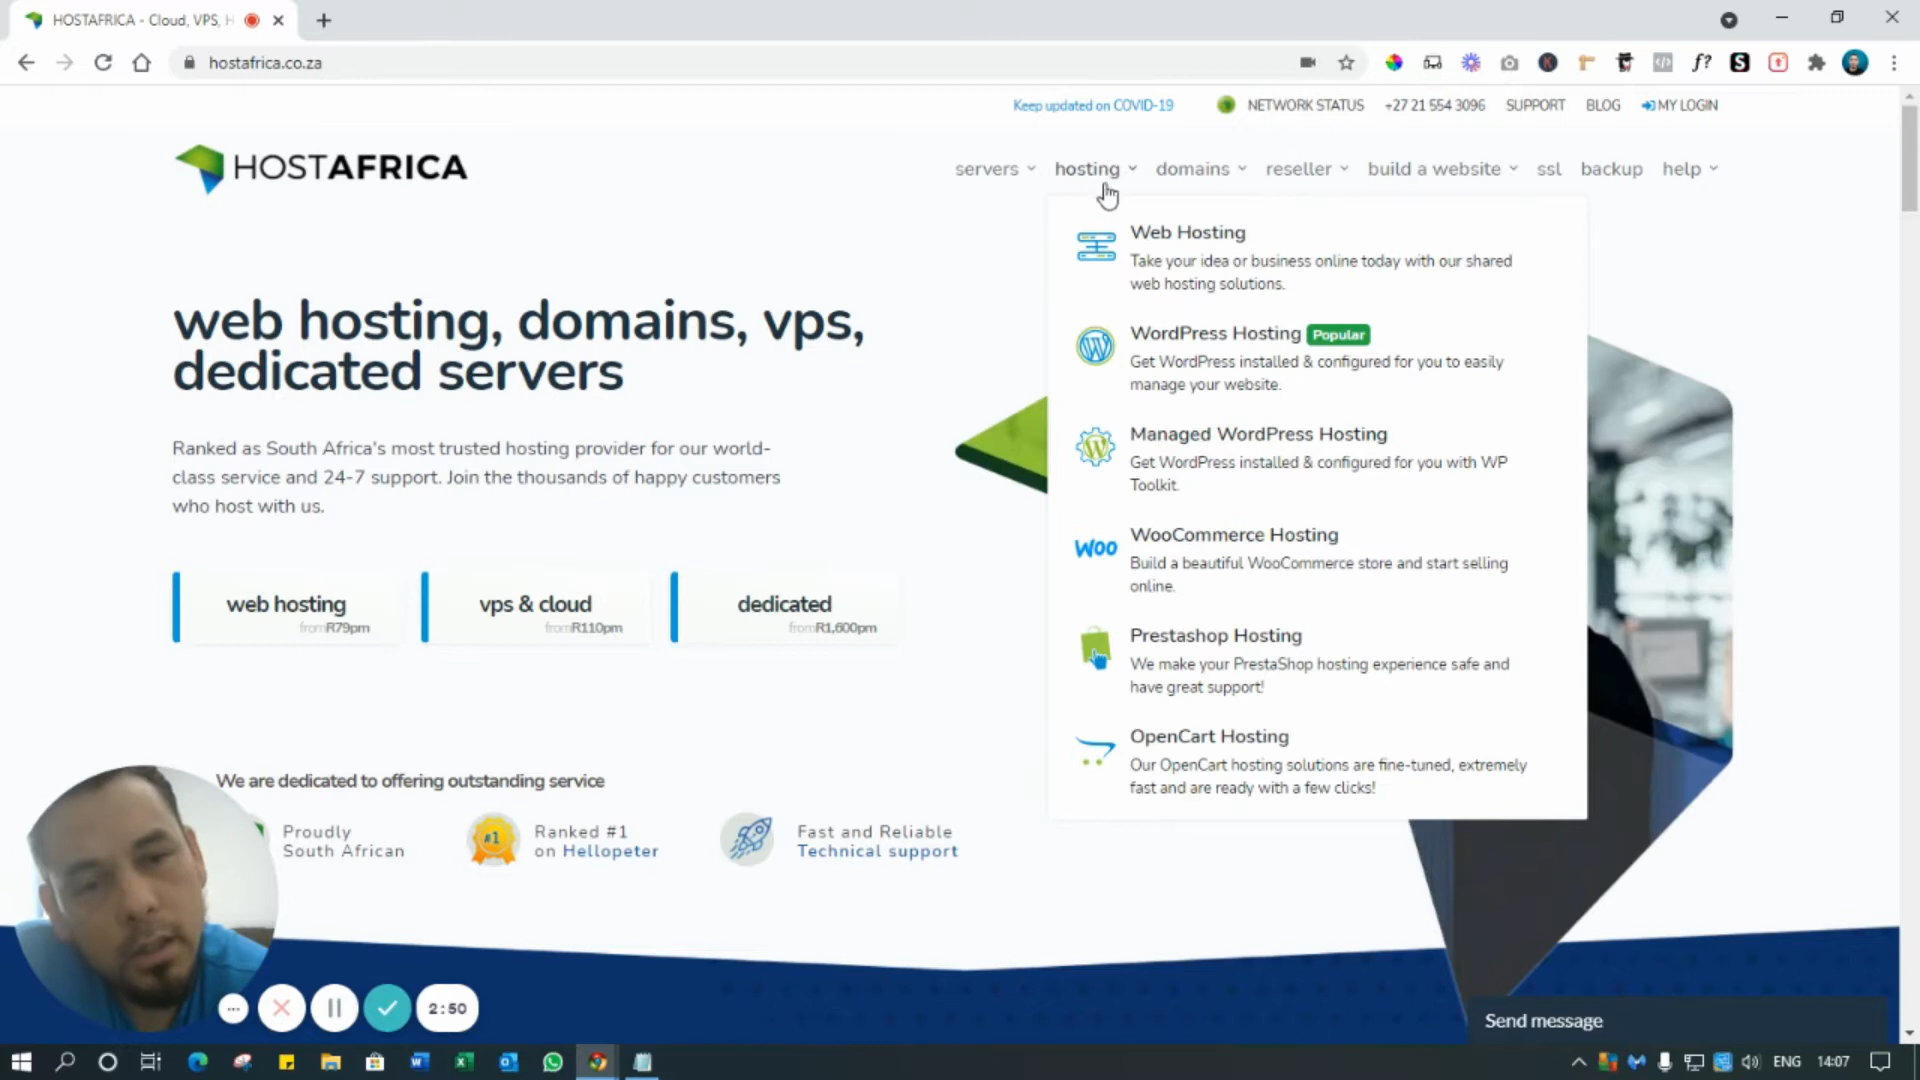 HOSTAFRICA - Cloud, VPS, H
hostafrica.co.za
f?
Keep updated on COVID-19
NETWORK STATUS
+27 21 554 3096
SUPPORT
BLOG
MY LOGIN
HOSTAFRICA
servers
hosting
domains
reseller
build a website
ssl
backup
help
web hosting, domains, vps,
dedicated servers
Ranked as South Africa's most trusted hosting provider for our world-
class service and 24-7 support. Join the thousands of happy customers
who host with us.
web hosting
fromR79pm
vps & cloud
fromR110pm
dedicated
fromR1,600pm
Web Hosting
Take your idea or business online today with our shared
web hosting solutions.
WordPress Hosting Popular
Get WordPress installed & configured for you to easily
manage your website.
Managed WordPress Hosting
Get WordPress installed & configured for you with WP
Toolkit.
woo
WooCommerce Hosting
Build a beautiful WooCommerce store and start selling
online.
Prestashop Hosting
We make your PrestaShop hosting experience safe and
have great support!
OpenCart Hosting
Our OpenCart hosting solutions are fine-tuned, extremely
fast and are ready with a few clicks!
We are dedicated to offering outstanding service
Proudly
South African
#1
Ranked #1
on Hellopeter
Fast and Reliable
Technical support
2:50
Send message
ENG
14:07